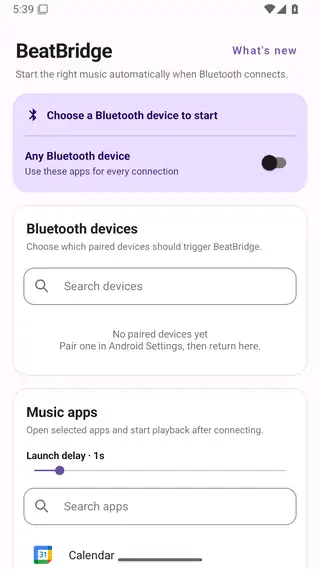 5:39
BeatBridge
What's new
Start the right music automatically when Bluetooth connects.
Choose a Bluetooth device to start
Any Bluetooth device
Use these apps for every connection
Bluetooth devices
Choose which paired devices should trigger BeatBridge.
Search devices
No paired devices yet
Pair one in Android Settings, then return here.
Music apps
Open selected apps and start playback after connecting.
Launch delay · 1s
Search apps
31
Calendar